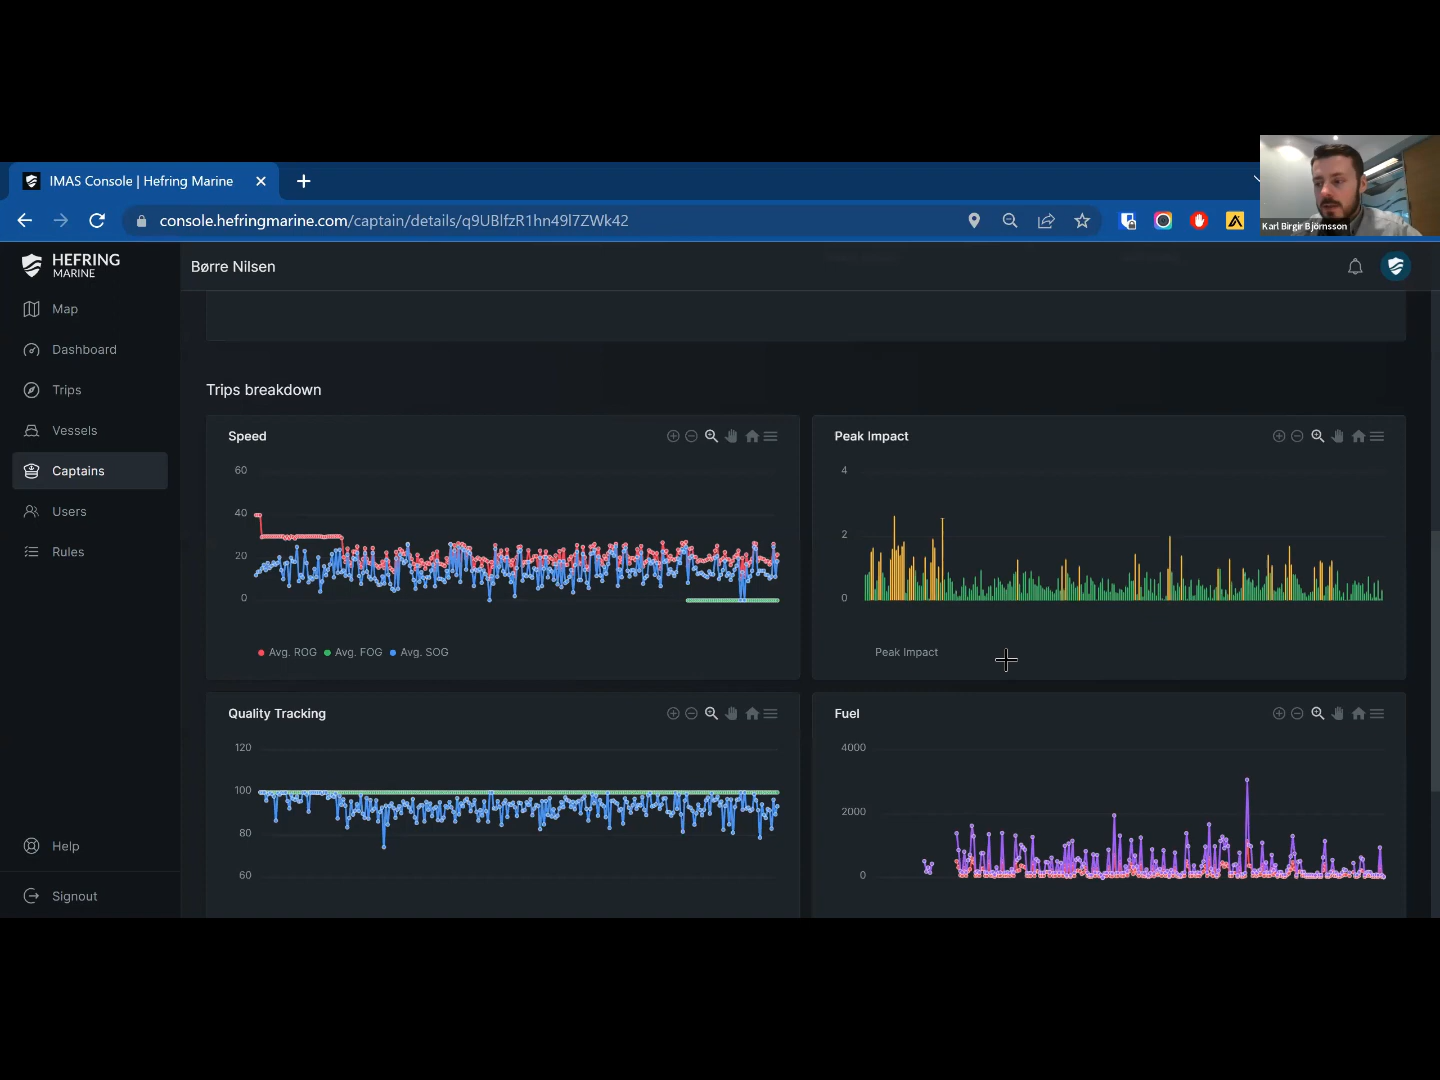 IMAS Console | Hefring Marine
console.hefringmarine.com/captain/details/q9UBlfzR1hn49l7ZWk42
Karl Birgir Björnsson
HEFRING
MARINE
Børre Nilsen
Map
Dashboard
Trips
Vessels
Captains
Users
Rules
Help
Signout
Trips breakdown
Speed
60
40
20
0
Avg. ROG
Avg. FOG
Avg. SOG
Peak Impact
4
2
0
Peak Impact
Quality Tracking
120
100
80
60
Fuel
4000
2000
0